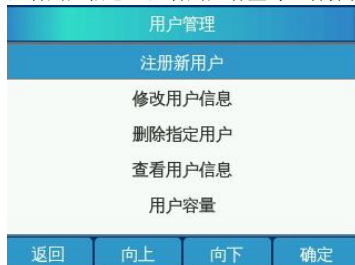 用户管理
注册新用户
修改用户信息
删除指定用户
查看用户信息
用户容量
返回 向上 向下 确定